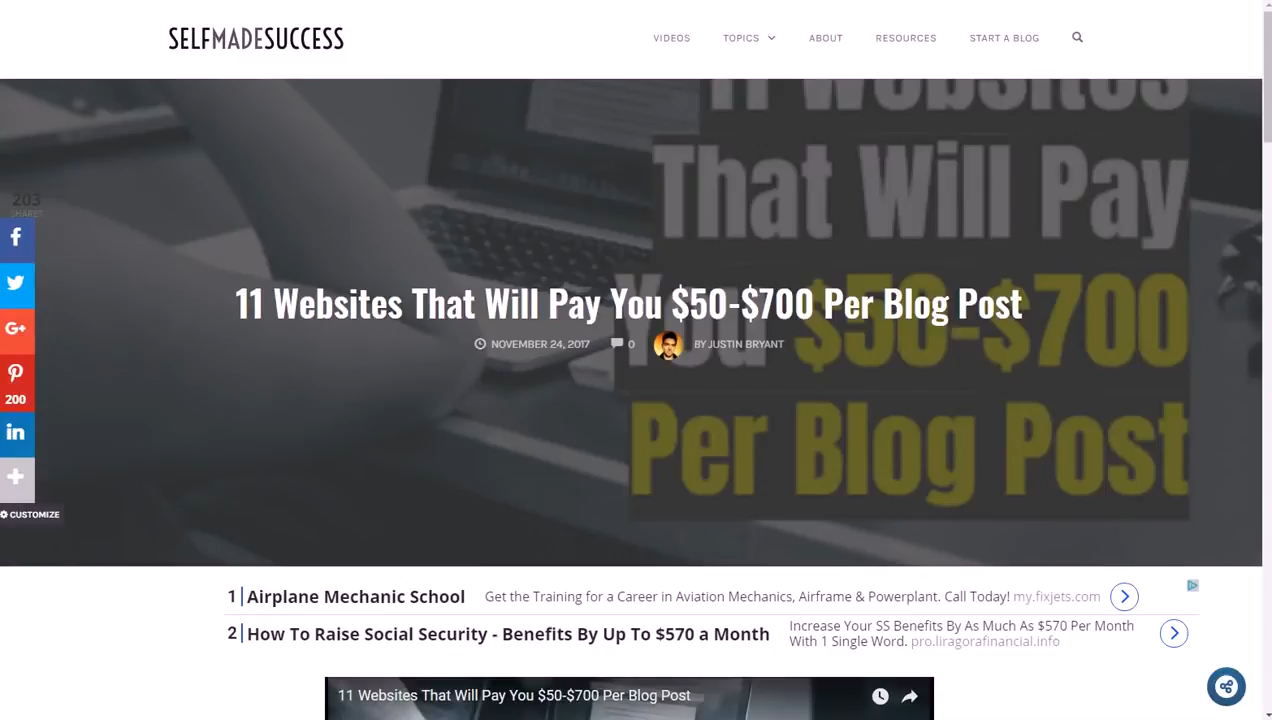 SELFMADESUCCESS
VIDEOS TOPICS ABOUT RESOURCES START A BLOG
11 Websites
That Will Pay
You $50-$700
Per Blog Post
203
SHARES
11 Websites That Will Pay You $50-$700 Per Blog Post
NOVEMBER 24, 2017 0 BY JUSTIN BRYANT
200
CUSTOMIZE
1 Airplane Mechanic School Get the Training for a Career in Aviation Mechanics, Airframe & Powerplant. Call Today! my.fixjets.com
2 How To Raise Social Security - Benefits By Up To $570 a Month Increase Your SS Benefits By As Much As $570 Per Month
With 1 Single Word. pro.liragorafinancial.info
11 Websites That Will Pay You $50-$700 Per Blog Post